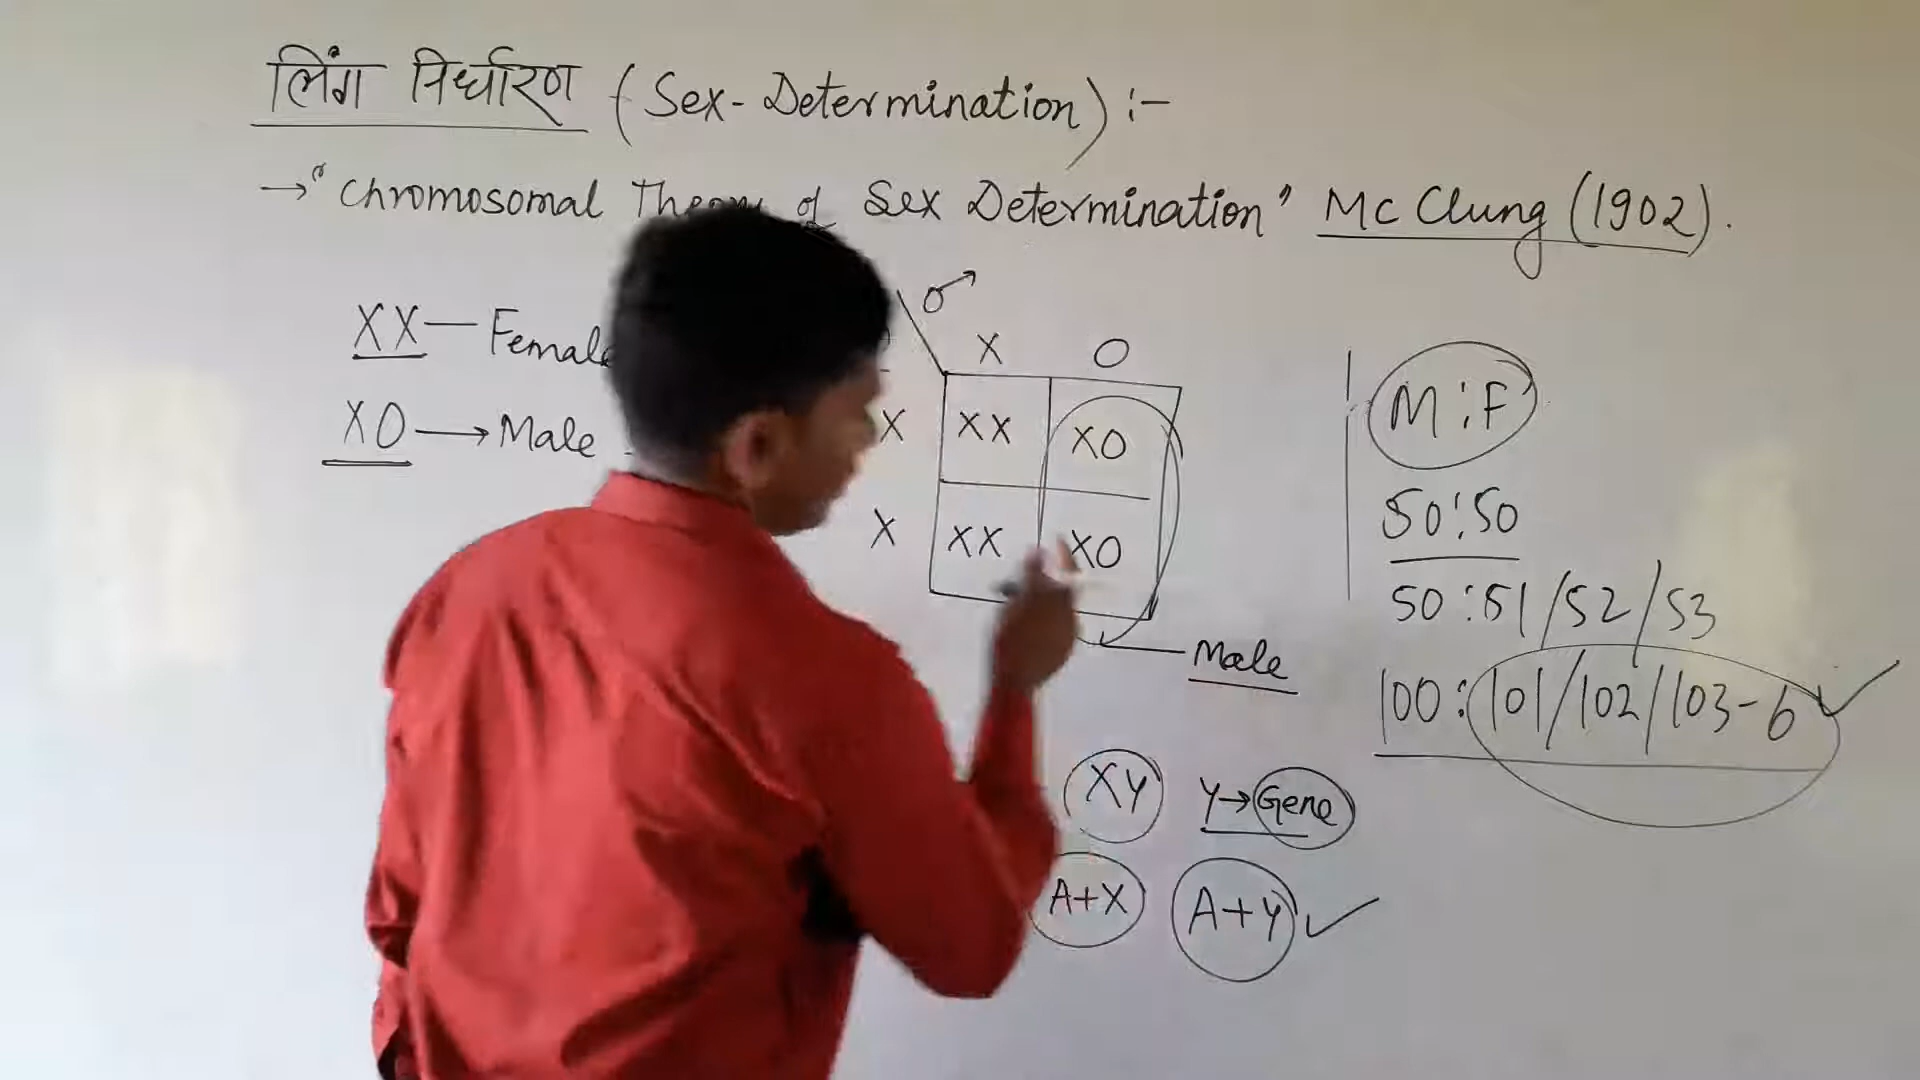 लिंग निर्धारण (Sex-Determination) :-
→ " Chromosomal Theory of Sex Determination" Mc Clung (1902).
XX — Female
XO → Male
♂
X O
X XX XO
X XX XO
Male
M : F
50:50
50:51/52/53
100:101/102/103-6 ✓
XY Y→Gene
A+X A+Y ✓